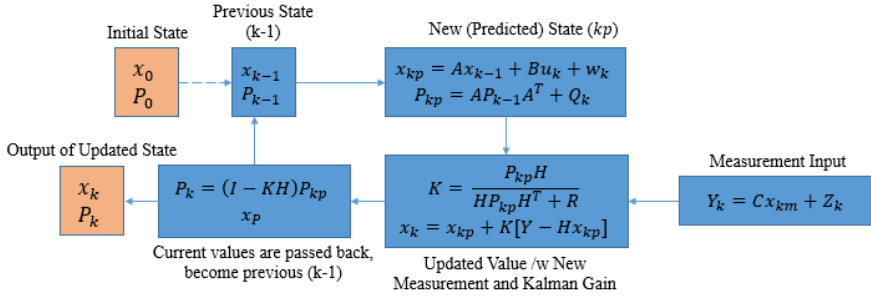 Previous State
(k-1)
Initial State
New (Predicted) State (kp)
x₀
P₀
xₖ₋₁
Pₖ₋₁
xₖₚ = Axₖ₋₁ + Buₖ + wₖ
Pₖₚ = APₖ₋₁Aᵀ + Qₖ
Output of Updated State
xₖ
Pₖ
Pₖ = (I − KH)Pₖₚ
x_P
Current values are passed back,
become previous (k-1)
K = PₖₚH / HPₖₚHᵀ + R
xₖ = xₖₚ + K[Y − Hxₖₚ]
Updated Value /w New
Measurement and Kalman Gain
Measurement Input
Yₖ = Cxₖₘ + Zₖ